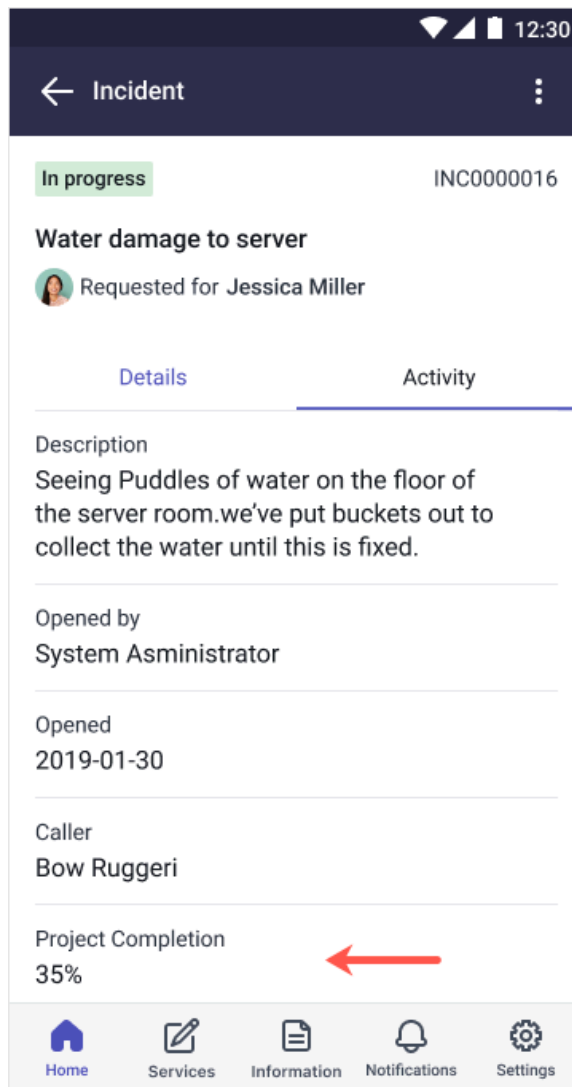 12:30
Incident
In progress
INC0000016
Water damage to server
Requested for Jessica Miller
Details
Activity
Description
Seeing Puddles of water on the floor of
the server room.we’ve put buckets out to
collect the water until this is fixed.
Opened by
System Asministrator
Opened
2019-01-30
Caller
Bow Ruggeri
Project Completion
35%
Home
Services
Information
Notifications
Settings